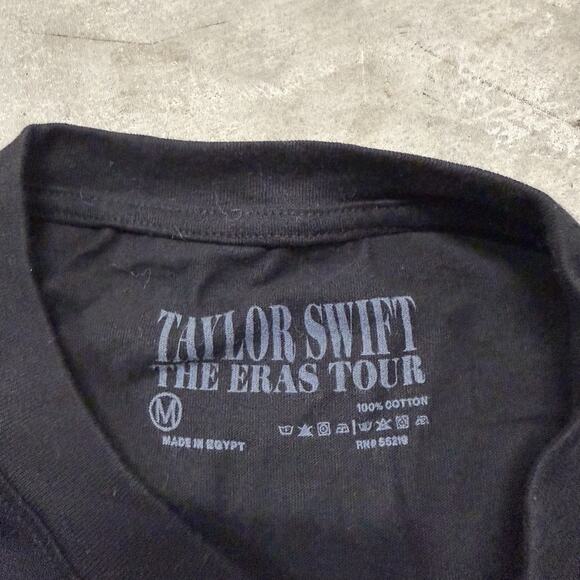 TAYLOR SWIFT
THE ERAS TOUR
M
100% COTTON
MADE IN EGYPT
RN# 56219